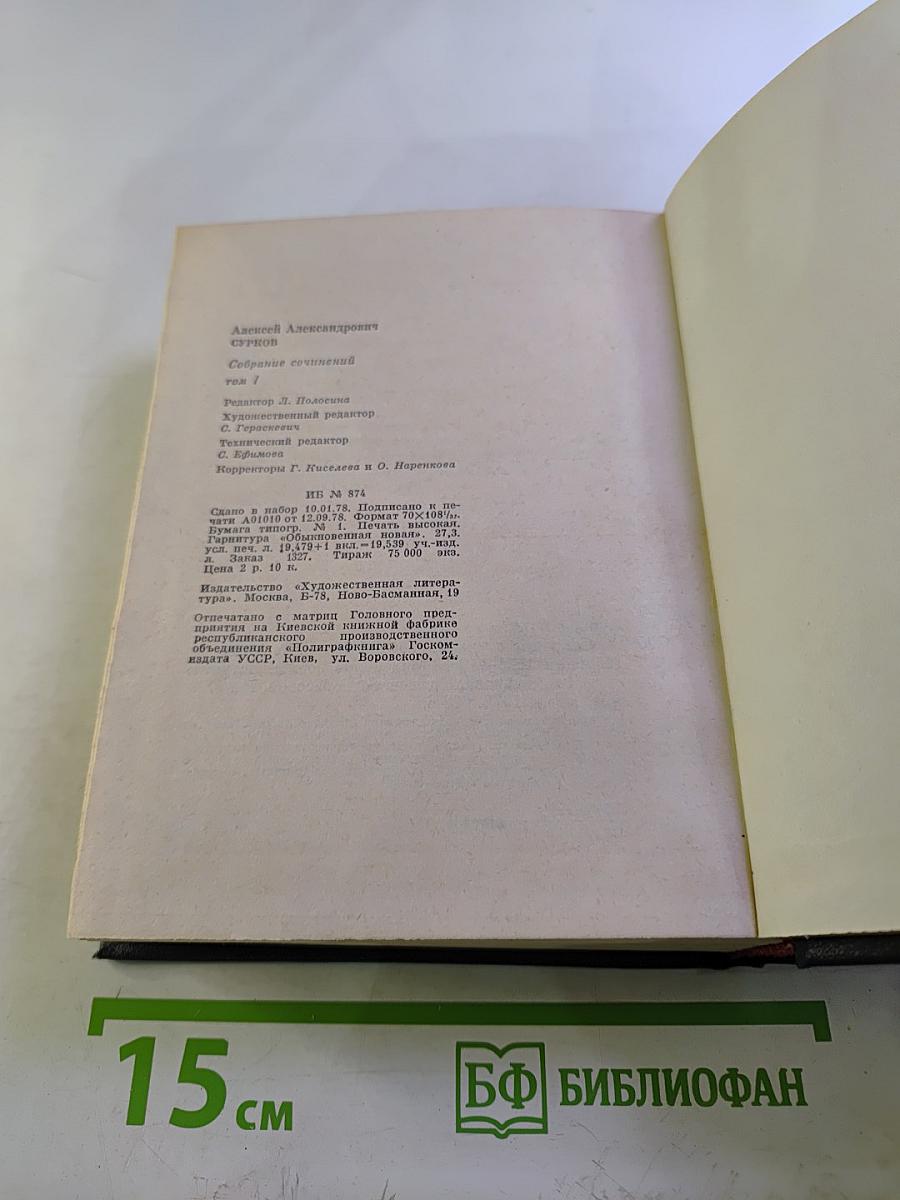 Алексей Александрович
СУРКОВ
Собрание сочинений
том 1
Редактор Л. Полосина
Художественный редактор
С. Гераскевич
Технический редактор
С. Ефимова
Корректоры Г. Киселева и О. Наренкова
ИБ № 874
Сдано в набор 10.01.78. Подписано к пе-
чати А01010 от 12.09.78. Формат 70×108¹/₃₂.
Бумага типогр. № 1. Печать высокая.
Гарнитура «Обыкновенная новая». 27,3.
усл. печ. л. 19,479+1 вкл.=19,539 уч.-изд.
л. Заказ 1327. Тираж 75 000 экз.
Цена 2 р. 10 к.
Издательство «Художественная литера-
тура». Москва, Б-78, Ново-Басманная, 19
Отпечатано с матриц Головного пред-
приятия на Киевской книжной фабрике
республиканского производственного
объединения «Полиграфкнига» Госком-
издата УССР, Киев, ул. Воровского, 24.
15 см
БФ БИБЛИОФАН